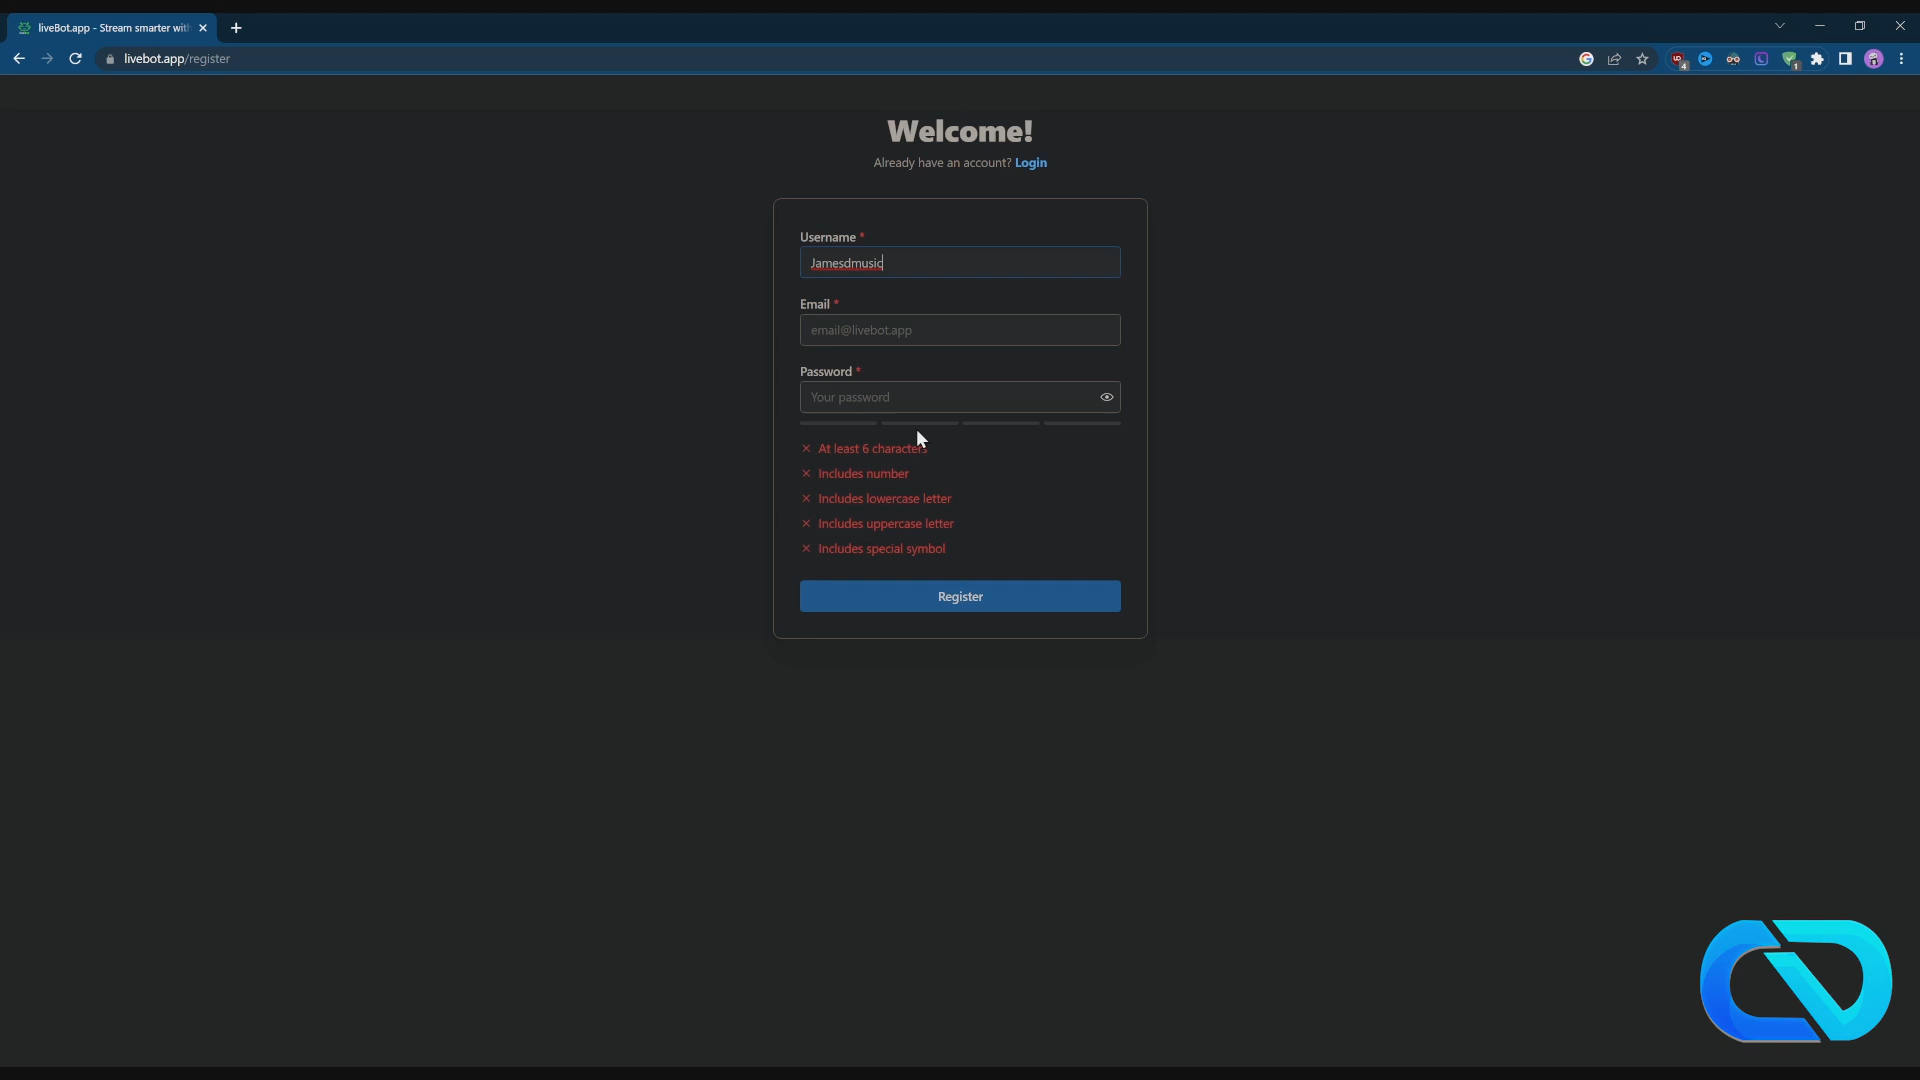 liveBot.app - Stream smarter with
livebot.app/register
4
1
Welcome!
Already have an account? Login
Username *
Jamesdmusic
Email *
email@livebot.app
Password *
Your password
At least 6 characters
Includes number
Includes lowercase letter
Includes uppercase letter
Includes special symbol
Register